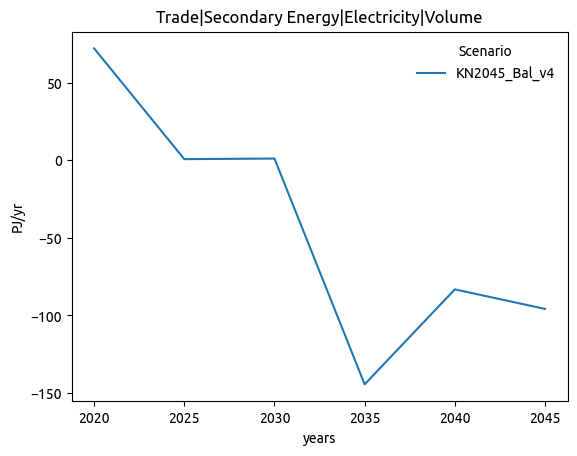 Trade|Secondary Energy|Electricity|Volume
Scenario
KN2045_Bal_v4
PJ/yr
50
0
−50
−100
−150
2020 2025 2030 2035 2040 2045
years